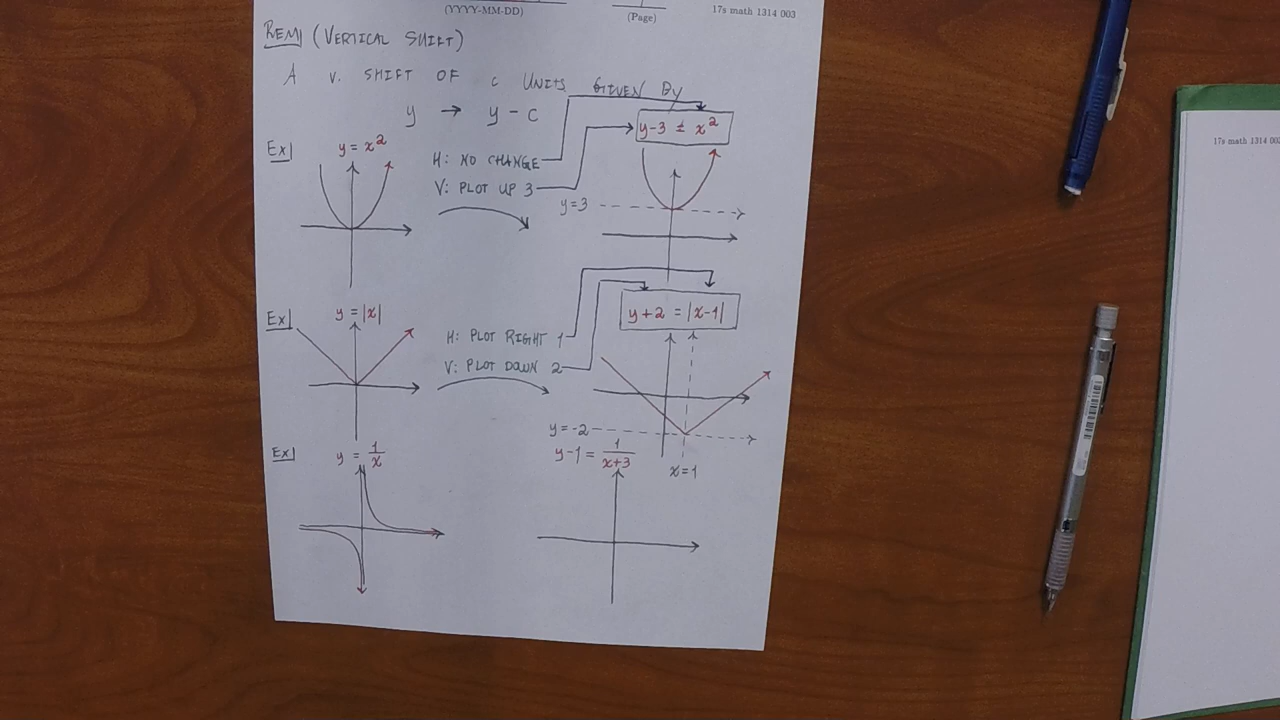 (YYYY-MM-DD)
(Page)
17s math 1314 003
REM (VERTICAL SHIFT)
A V. SHIFT OF c UNITS GIVEN BY
y → y - c
Ex
y = x²
H: NO CHANGE
V: PLOT UP 3
y-3 = x²
y=3
Ex
y = |x|
H: PLOT RIGHT 1
V: PLOT DOWN 2
y+2 = |x-1|
y=-2
x=1
Ex
y = 1/x
y-1 = 1/(x+3)
17s math 1314 003